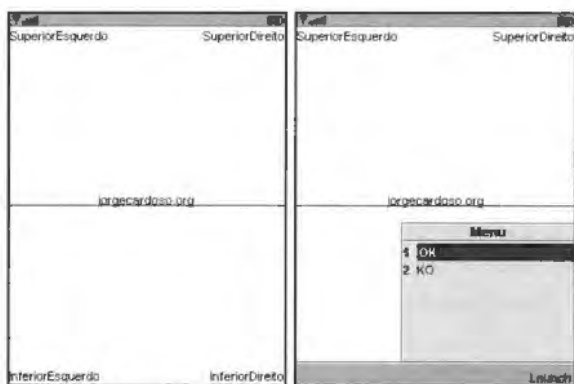 SuperiorEsquerdo SuperiorDireito
jorgecardoso.org
InferiorEsquerdo InferiorDireito
SuperiorEsquerdo SuperiorDireito
jorgecardoso.org
Menu
1 OK
2 KO
Launch